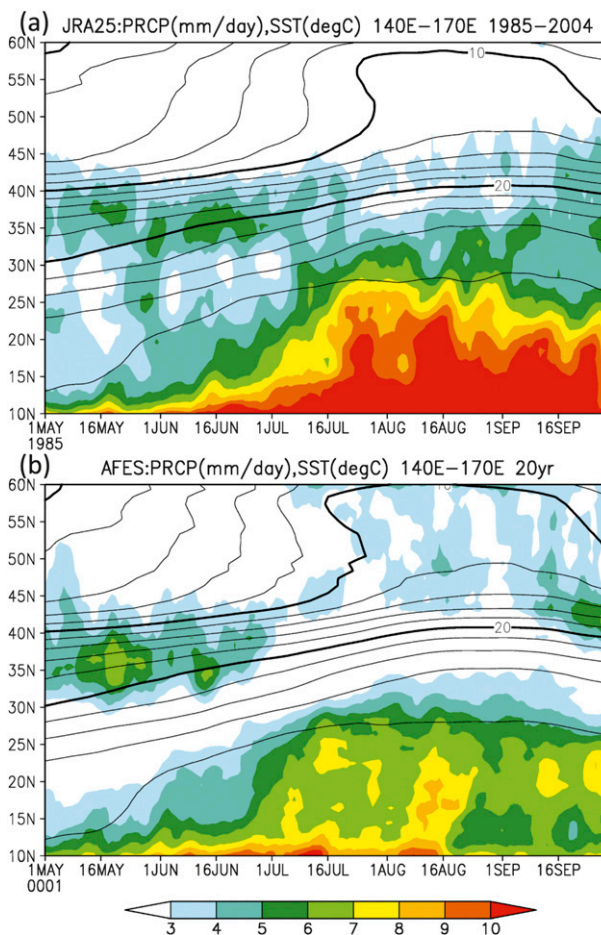 (a) JRA25:PRCP(mm/day),SST(degC) 140E-170E 1985-2004
60N
10
55N
50N
45N
40N
20
35N
30N
25N
20N
15N
10N
1MAY 16MAY 1JUN 16JUN 1JUL 16JUL 1AUG 16AUG 1SEP 16SEP
1985
(b) AFES:PRCP(mm/day),SST(degC) 140E-170E 20yr
60N
55N
50N
45N
40N
20
35N
30N
25N
20N
15N
10N
1MAY 16MAY 1JUN 16JUN 1JUL 16JUL 1AUG 16AUG 1SEP 16SEP
0001
3 4 5 6 7 8 9 10